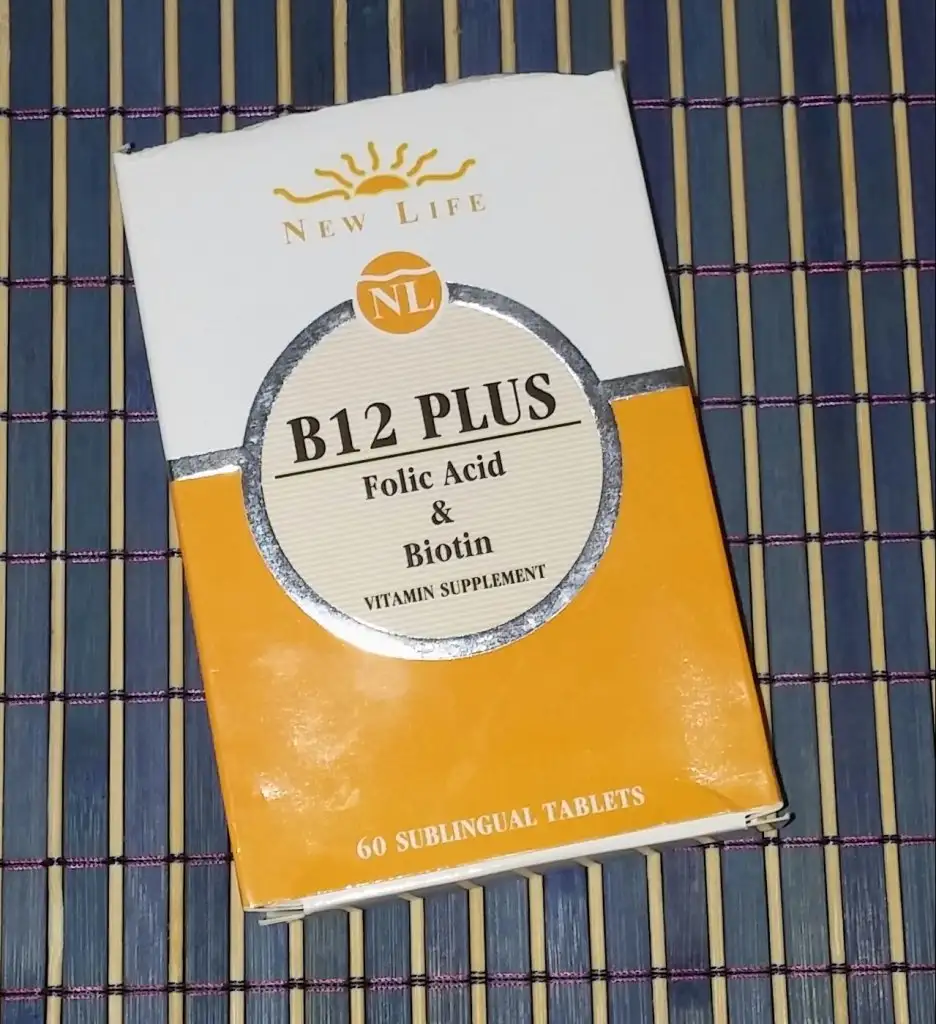 NEW LIFE
NL
B12 PLUS
Folic Acid
&
Biotin
VITAMIN SUPPLEMENT
60 SUBLINGUAL TABLETS